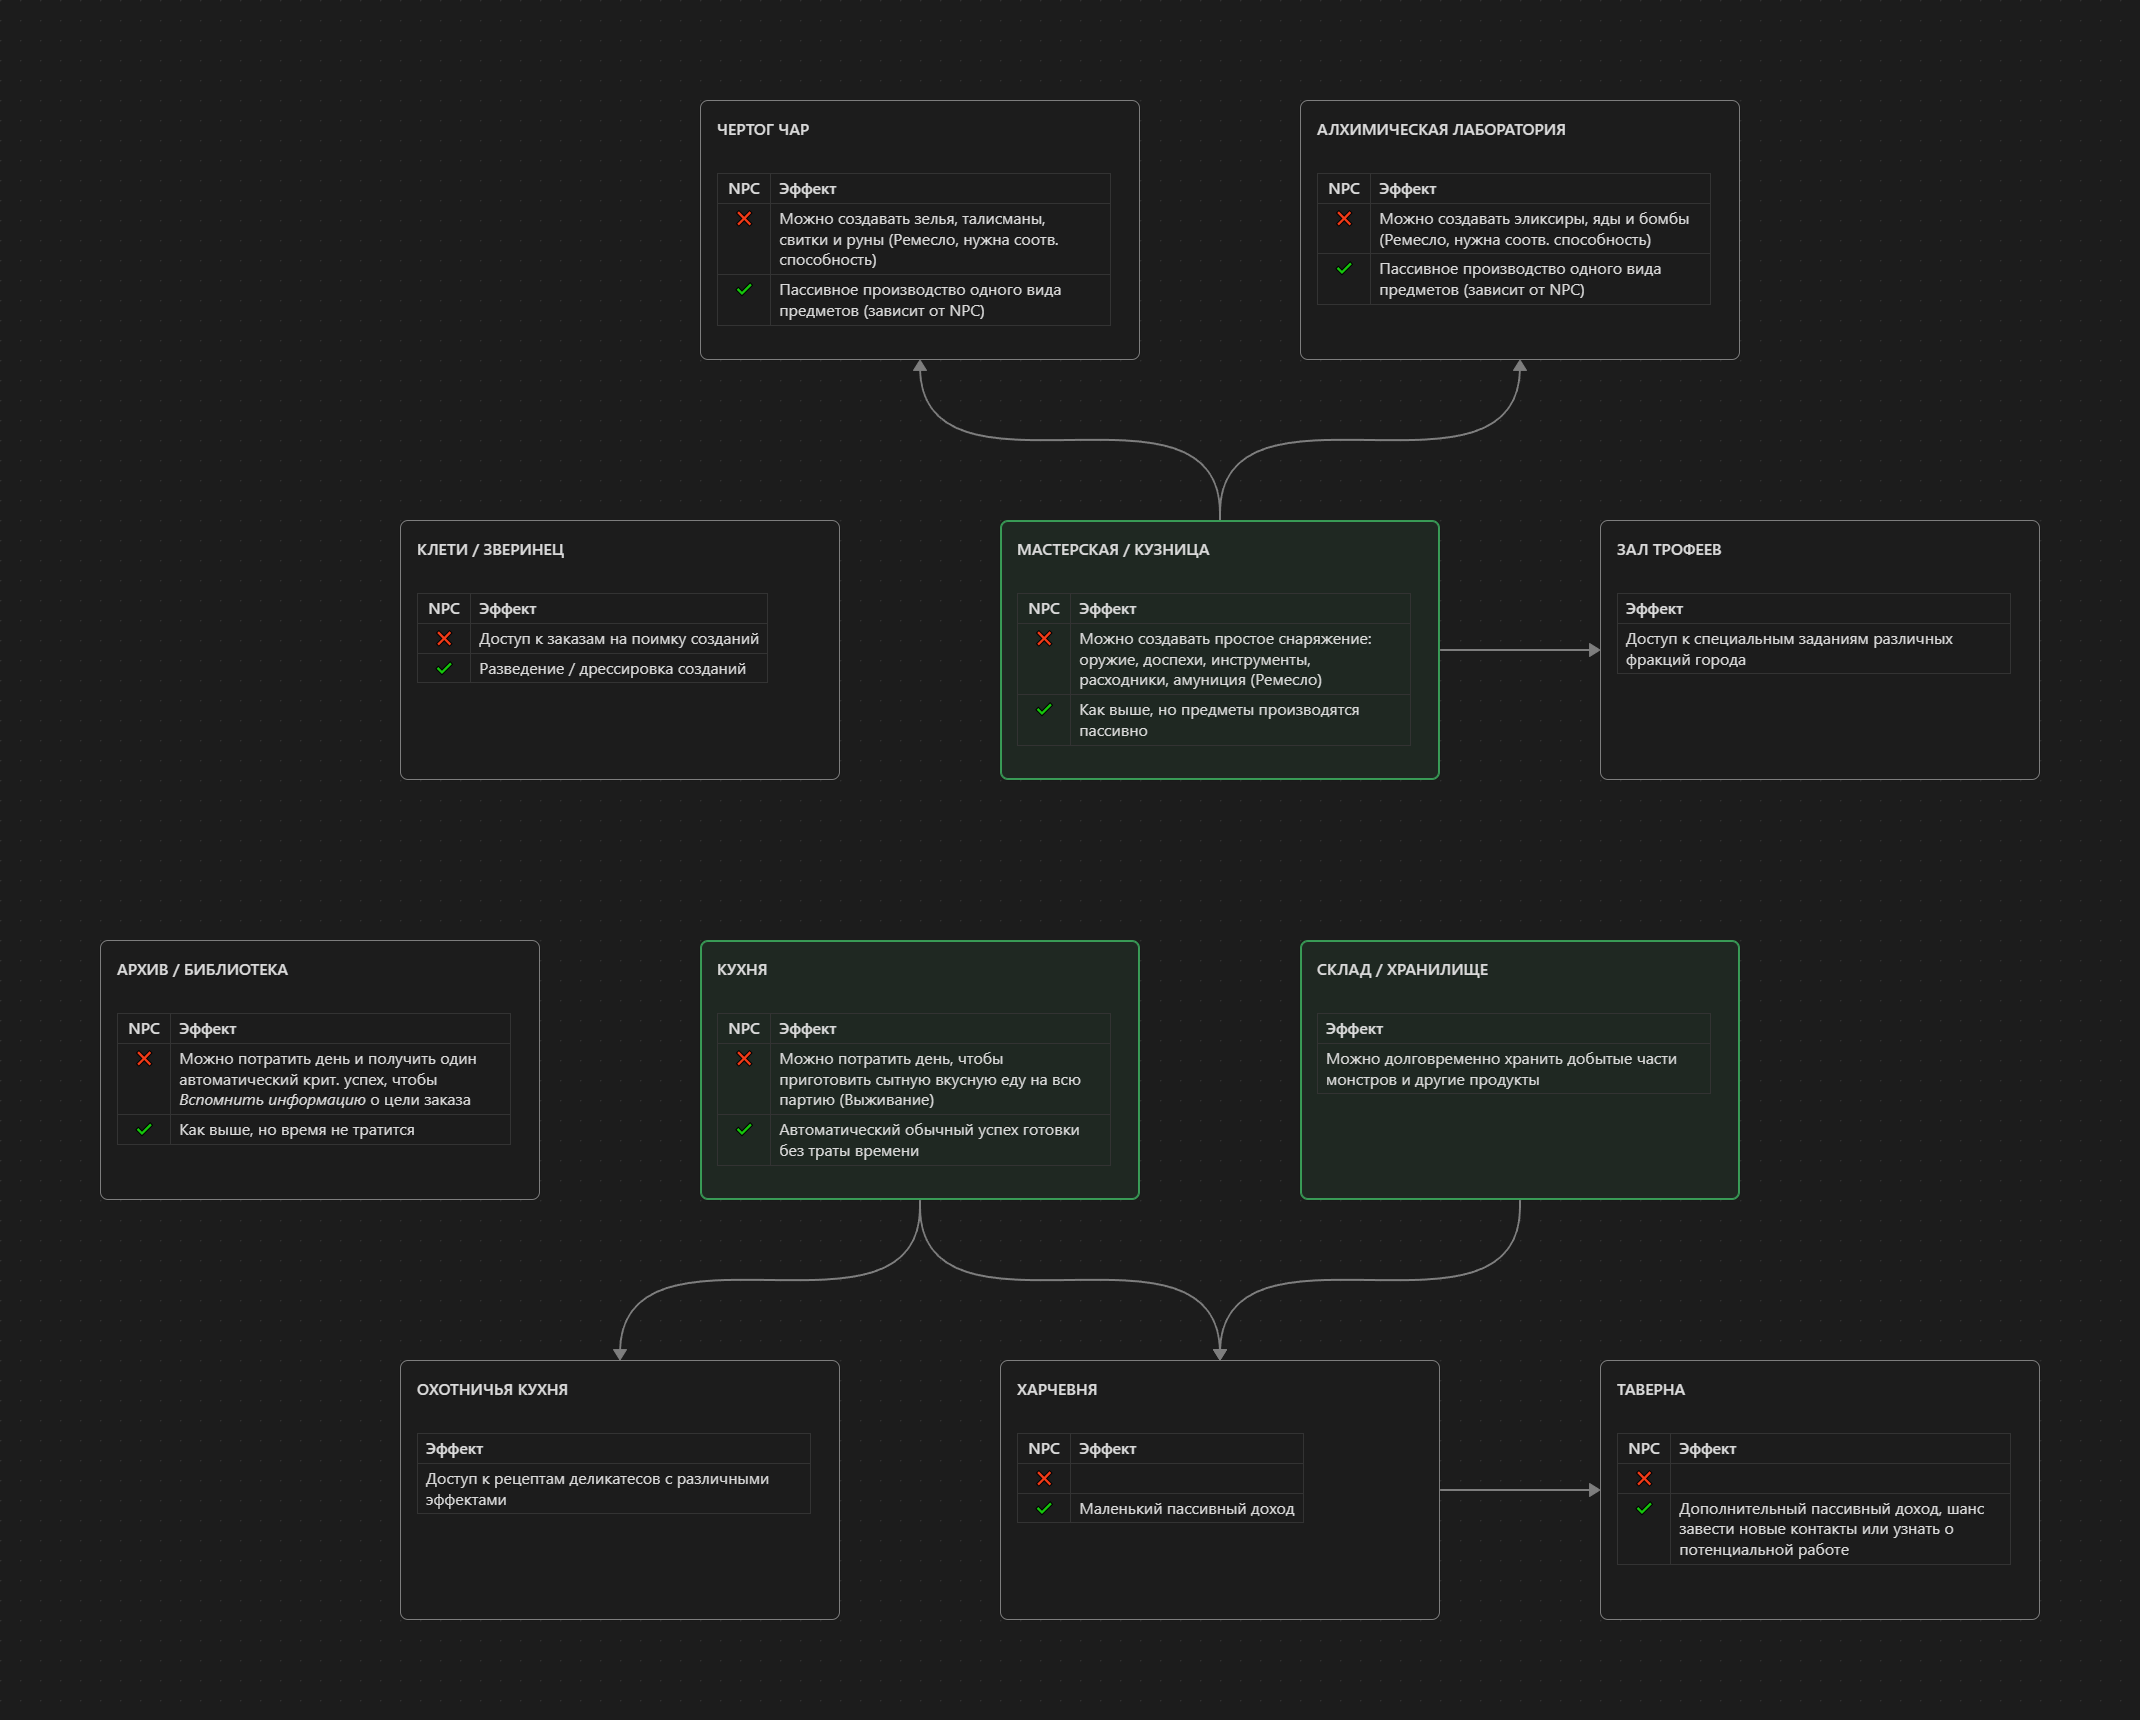 ЧЕРТОГ ЧАР
NPC Эффект
❌ Можно создавать зелья, талисманы,
свитки и руны (Ремесло, нужна соотв.
способность)
✓ Пассивное производство одного вида
предметов (зависит от NPC)
АЛХИМИЧЕСКАЯ ЛАБОРАТОРИЯ
NPC Эффект
❌ Можно создавать эликсиры, яды и бомбы
(Ремесло, нужна соотв. способность)
✓ Пассивное производство одного вида
предметов (зависит от NPC)
КЛЕТИ / ЗВЕРИНЕЦ
NPC Эффект
❌ Доступ к заказам на поимку созданий
✓ Разведение / дрессировка созданий
МАСТЕРСКАЯ / КУЗНИЦА
NPC Эффект
❌ Можно создавать простое снаряжение:
оружие, доспехи, инструменты,
расходники, амуниция (Ремесло)
✓ Как выше, но предметы производятся
пассивно
ЗАЛ ТРОФЕЕВ
Эффект
Доступ к специальным заданиям различных
фракций города
АРХИВ / БИБЛИОТЕКА
NPC Эффект
❌ Можно потратить день и получить один
автоматический крит. успех, чтобы
Вспомнить информацию о цели заказа
✓ Как выше, но время не тратится
КУХНЯ
NPC Эффект
❌ Можно потратить день, чтобы
приготовить сытную вкусную еду на всю
партию (Выживание)
✓ Автоматический обычный успех готовки
без траты времени
СКЛАД / ХРАНИЛИЩЕ
Эффект
Можно долговременно хранить добытые части
монстров и другие продукты
ОХОТНИЧЬЯ КУХНЯ
Эффект
Доступ к рецептам деликатесов с различными
эффектами
ХАРЧЕВНЯ
NPC Эффект
❌
✓ Маленький пассивный доход
ТАВЕРНА
NPC Эффект
❌
✓ Дополнительный пассивный доход, шанс
завести новые контакты или узнать о
потенциальной работе